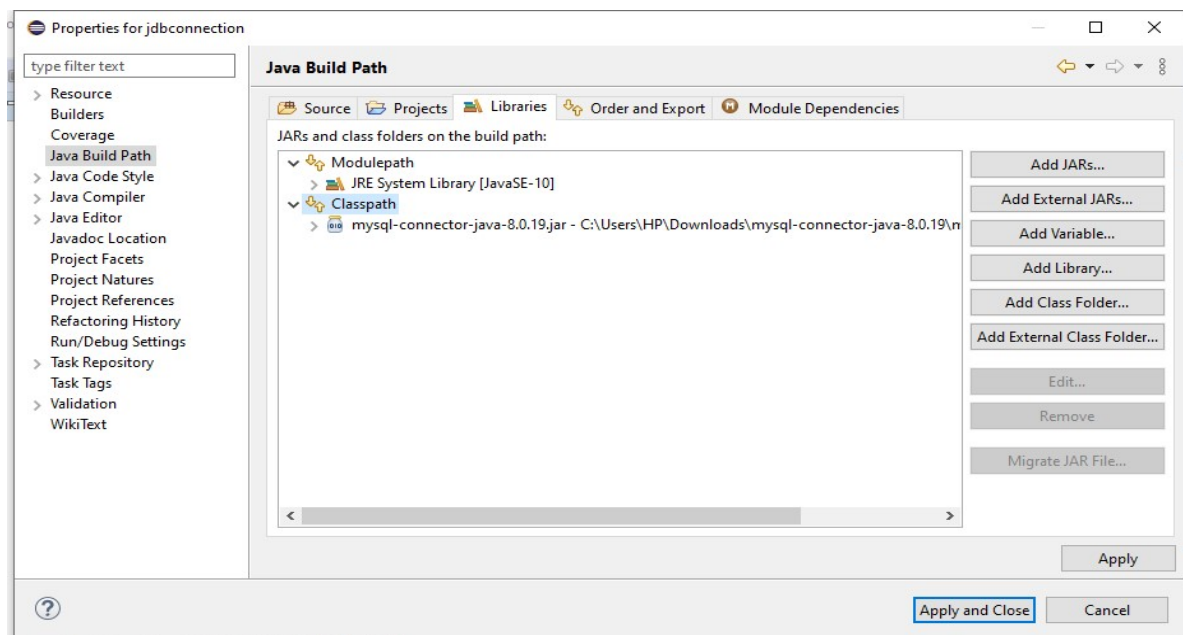 Properties for jdbconnection
type filter text
Resource
Builders
Coverage
Java Build Path
Java Code Style
Java Compiler
Java Editor
Javadoc Location
Project Facets
Project Natures
Project References
Refactoring History
Run/Debug Settings
Task Repository
Task Tags
Validation
WikiText
Java Build Path
Source Projects Libraries Order and Export Module Dependencies
JARs and class folders on the build path:
Modulepath
JRE System Library [JavaSE-10]
Classpath
mysql-connector-java-8.0.19.jar - C:\Users\HP\Downloads\mysql-connector-java-8.0.19\m
Add JARs...
Add External JARs...
Add Variable...
Add Library...
Add Class Folder...
Add External Class Folder...
Edit...
Remove
Migrate JAR File...
Apply
Apply and Close Cancel